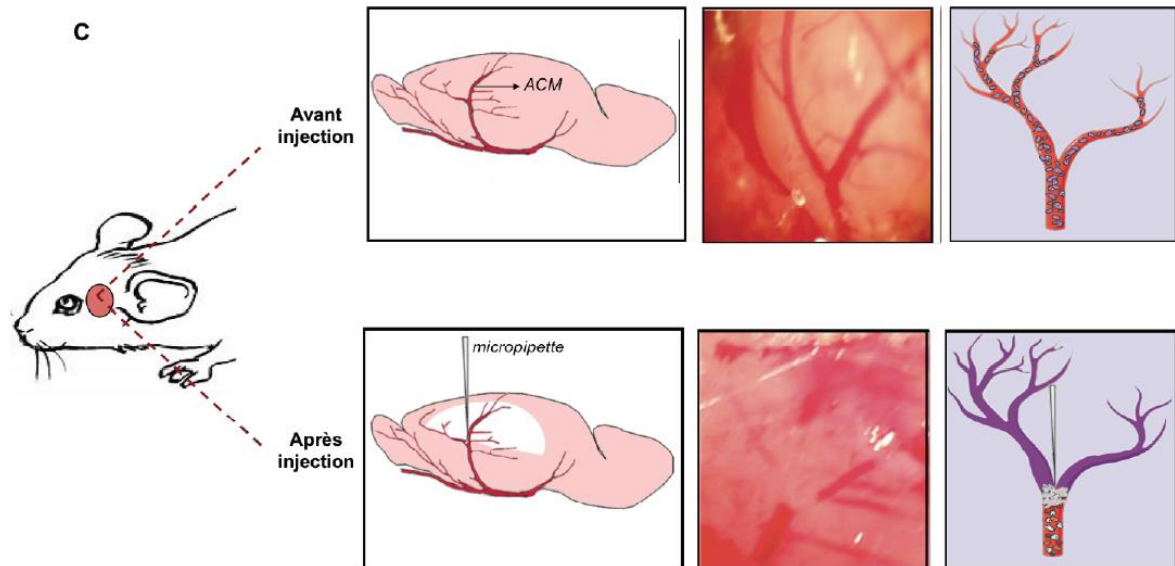 C
Avant
injection
ACM
micropipette
Après
injection